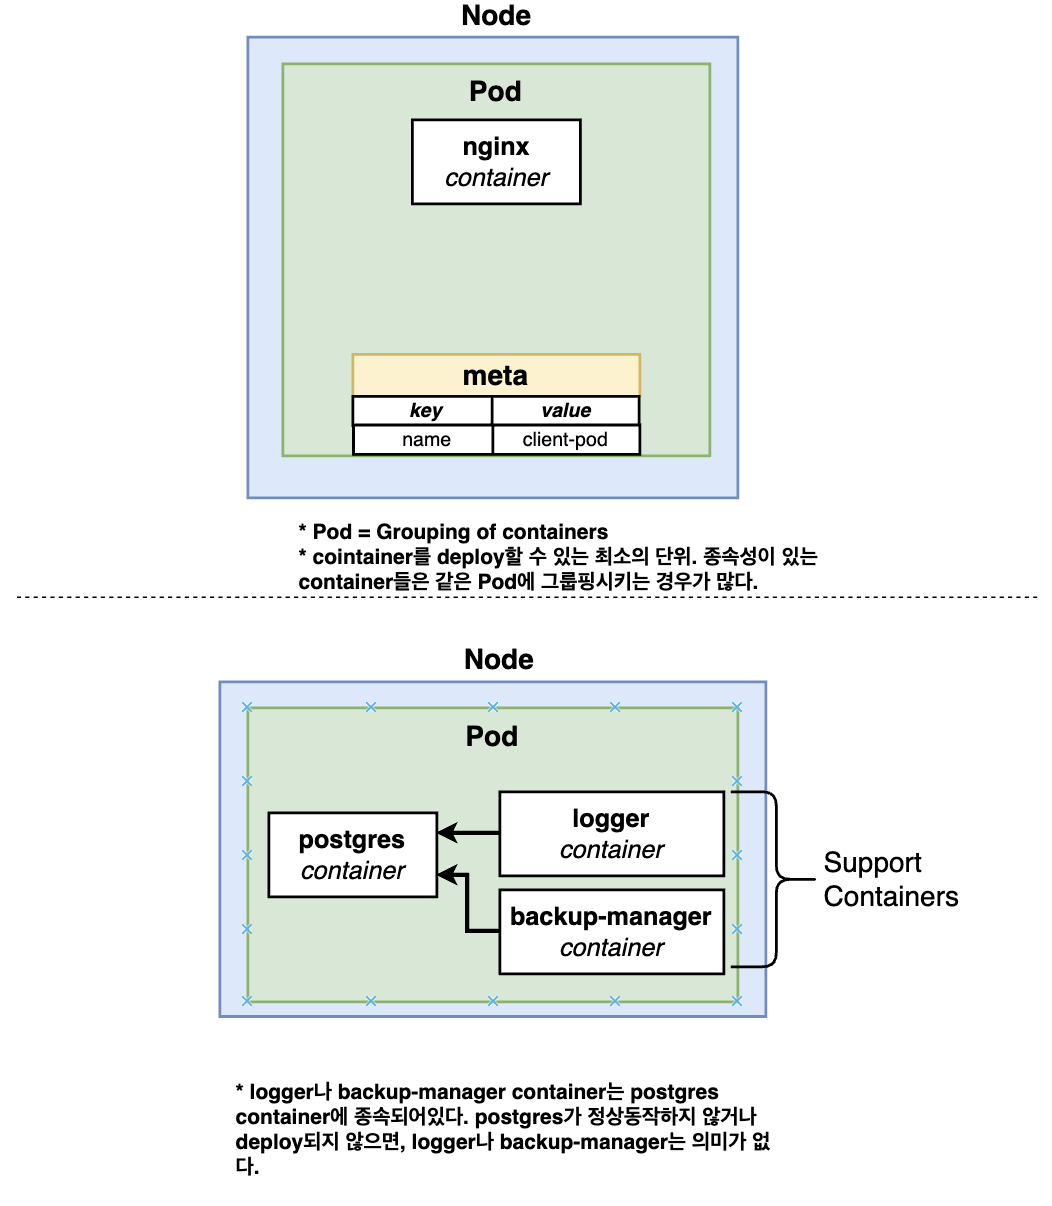 Node
Pod
nginx
container
meta
key value
name client-pod
* Pod = Grouping of containers
* cointainer를 deploy할 수 있는 최소의 단위. 종속성이 있는
container들은 같은 Pod에 그룹핑시키는 경우가 많다.
Node
Pod
postgres
container
logger
container
backup-manager
container
Support
Containers
* logger나 backup-manager container는 postgres
container에 종속되어있다. postgres가 정상동작하지 않거나
deploy되지 않으면, logger나 backup-manager는 의미가 없
다.